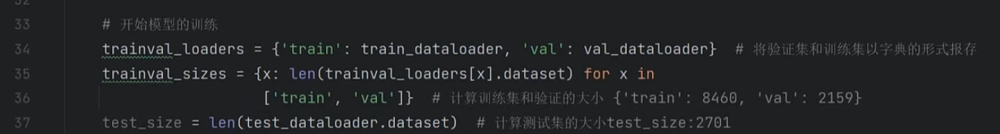 33 # 开始模型的训练
34 trainval_loaders = {'train': train_dataloader, 'val': val_dataloader}  # 将验证集和训练集以字典的形式报存
35 trainval_sizes = {x: len(trainval_loaders[x].dataset) for x in
36 ['train', 'val']}  # 计算训练集和验证的大小 {'train': 8460, 'val': 2159}
37 test_size = len(test_dataloader.dataset)  # 计算测试集的大小test_size:2701